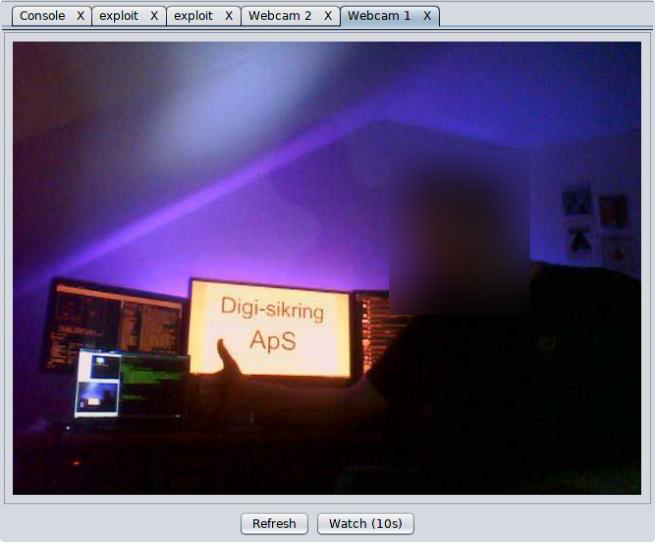 Console X exploit X exploit X Webcam 2 X Webcam 1 X
Digi-sikring
ApS
Refresh Watch (10s)